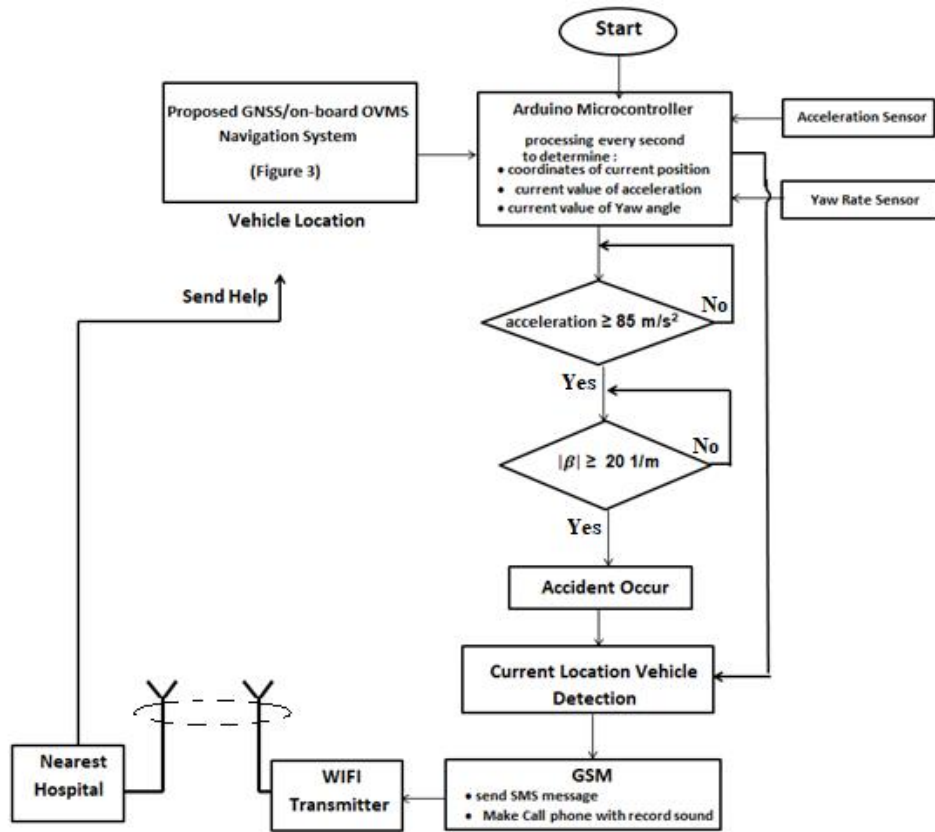 Start
Proposed GNSS/on-board OVMS
Navigation System
(Figure 3)
Vehicle Location
Arduino Microcontroller
processing every second
to determine :
• coordinates of current position
• current value of acceleration
• current value of Yaw angle
Acceleration Sensor
Yaw Rate Sensor
Send Help
acceleration ≥ 85 m/s²
No
Yes
|β| ≥ 20 1/m
No
Yes
Accident Occur
Current Location Vehicle
Detection
GSM
• send SMS message
• Make Call phone with record sound
WIFI
Transmitter
Nearest
Hospital